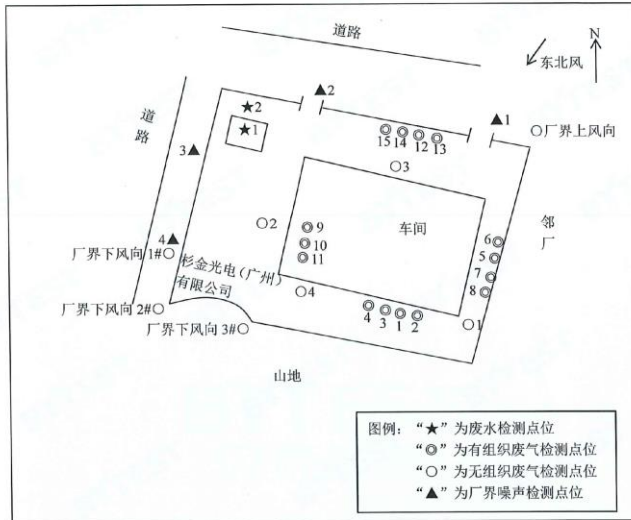 道路
N
东北风
道
路
★2
★1
▲2
▲1
厂界上风向
3▲
15 14 12 13
3
2
9
10
11
车间
邻
厂
6
5
7
8
4▲
厂界下风向 1#
杉金光电（广州）
有限公司
4
4 3 1 2
1
厂界下风向 2#
厂界下风向 3#
山地
图例： “★”为废水检测点位
“◎”为有组织废气检测点位
“○”为无组织废气检测点位
“▲”为厂界噪声检测点位